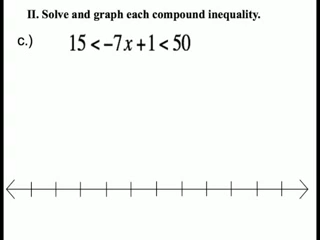 II. Solve and graph each compound inequality.
c.) 15 < -7x + 1 < 50